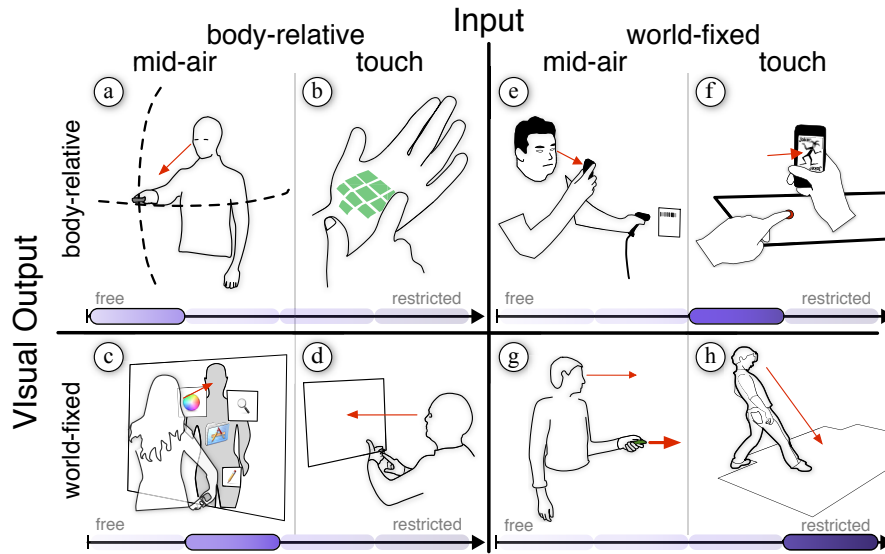 Input
body-relative
world-fixed
mid-air
touch
mid-air
touch
Visual Output
body-relative
a
b
e
f
free
restricted
free
restricted
world-fixed
c
d
g
h
free
restricted
free
restricted